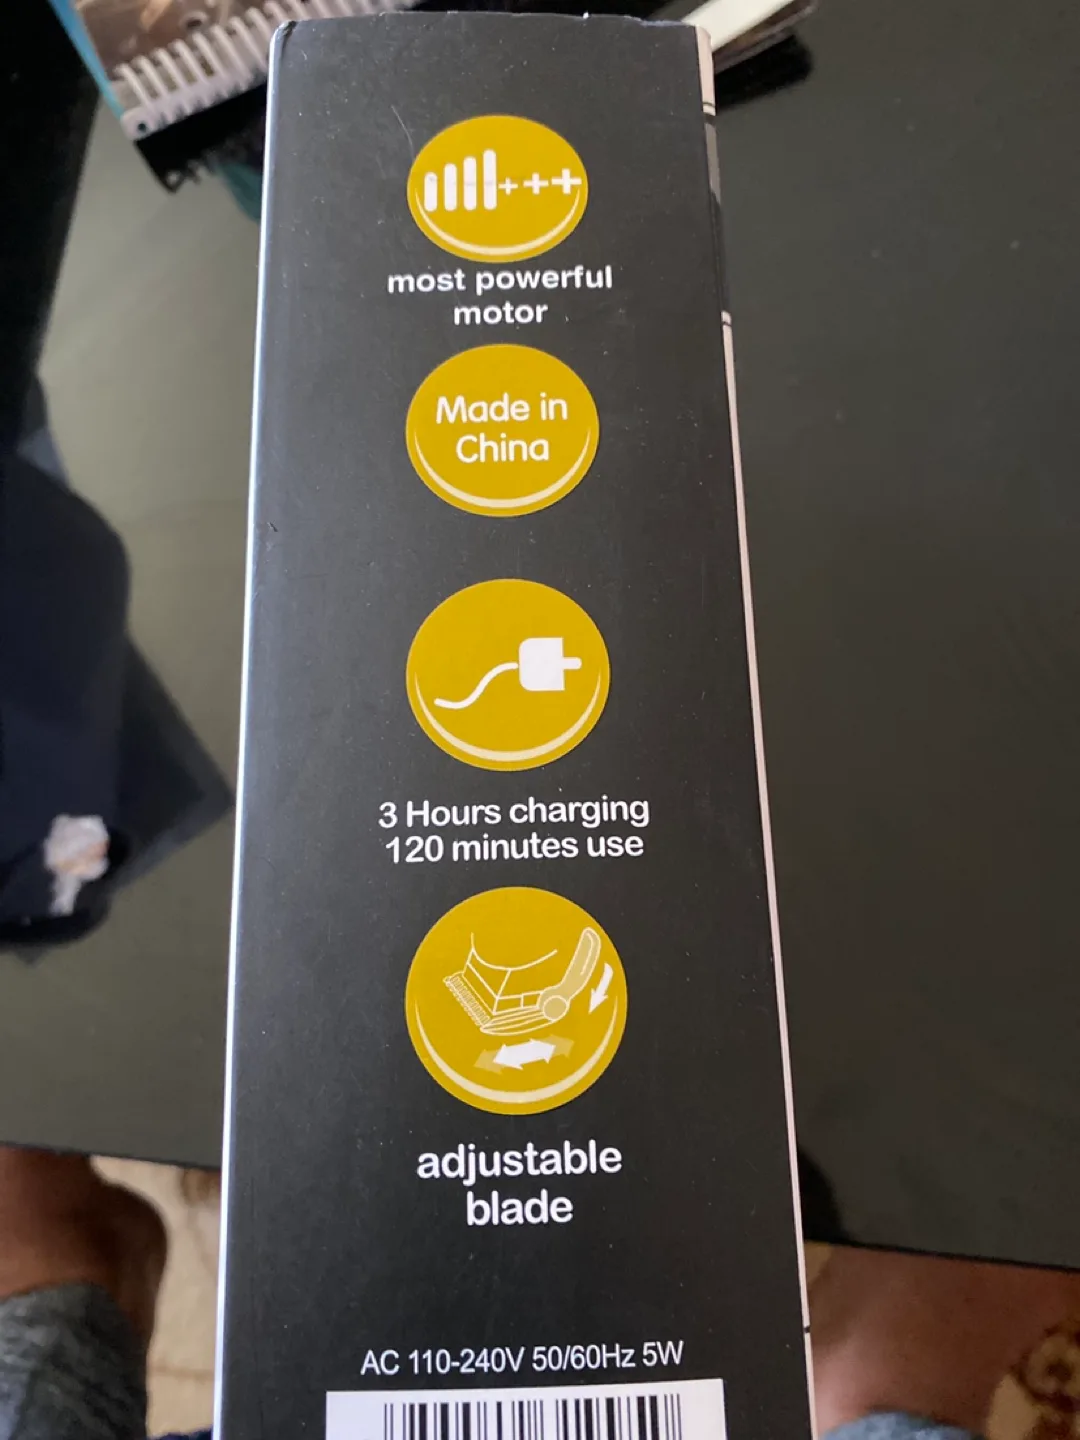 +++
most powerful
motor
Made in
China
3 Hours charging
120 minutes use
adjustable
blade
AC 110-240V 50/60Hz 5W